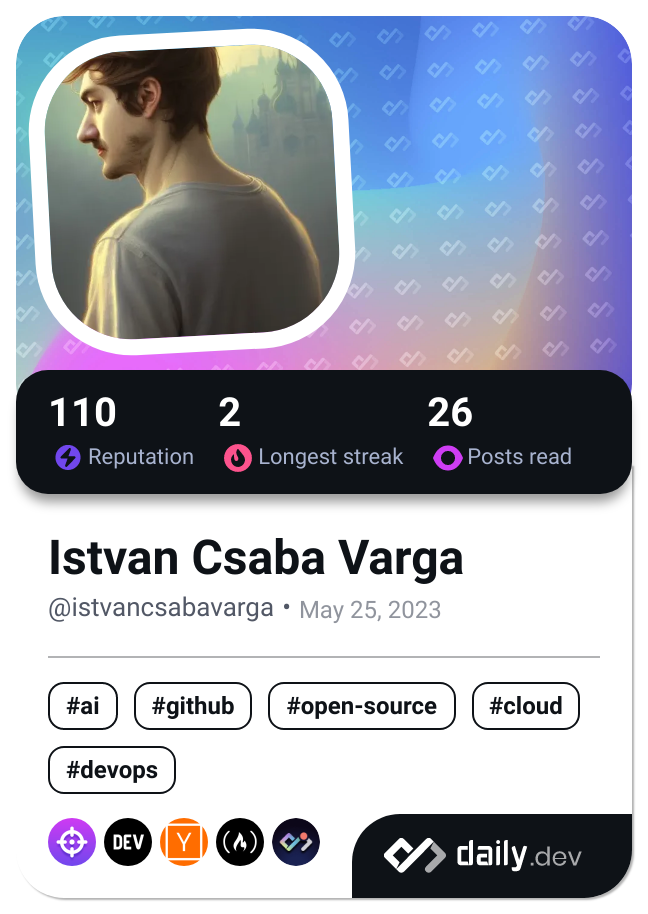 110 2 26
Reputation Longest streak Posts read
Istvan Csaba Varga
@istvancsabavarga • May 25, 2023
#ai #github #open-source #cloud
#devops
DEV Y daily.dev